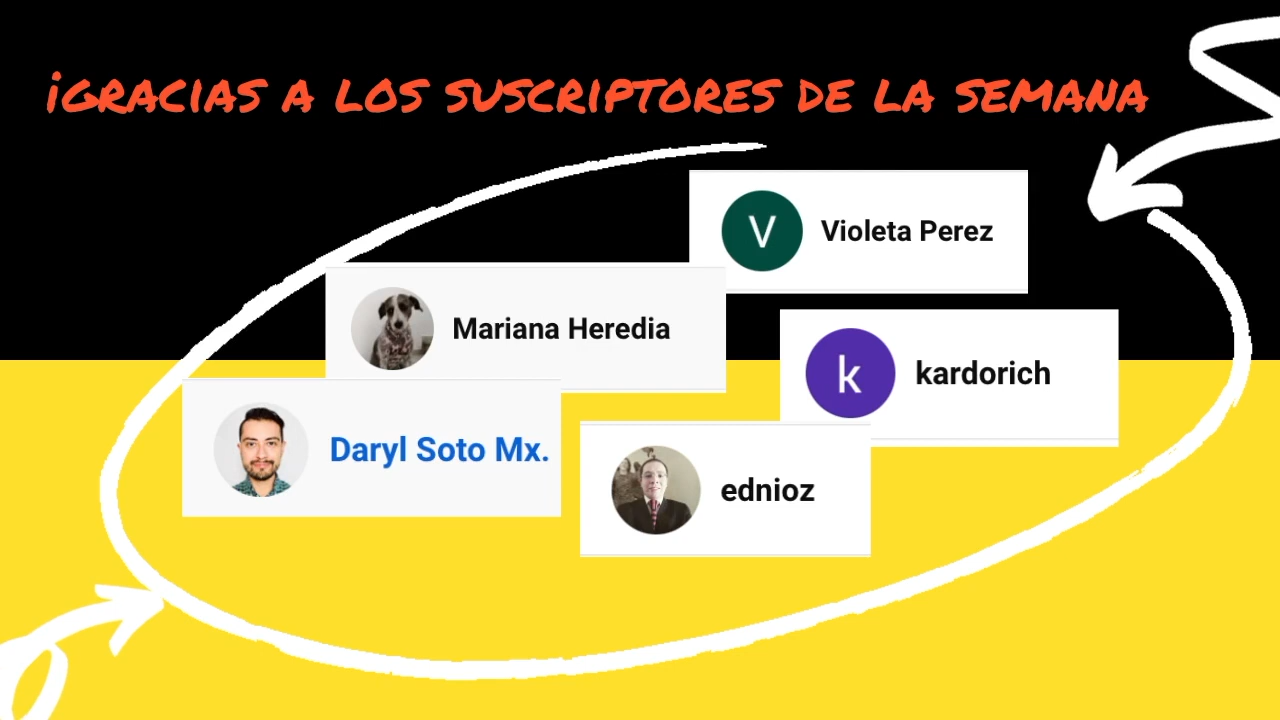 ¡GRACIAS A LOS SUSCRIPTORES DE LA SEMANA
V
Violeta Perez
Mariana Heredia
k
kardorich
Daryl Soto Mx.
ednioz